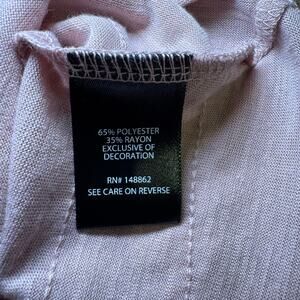 65% POLYESTER
35% RAYON
EXCLUSIVE OF
DECORATION
RN# 148862
SEE CARE ON REVERSE